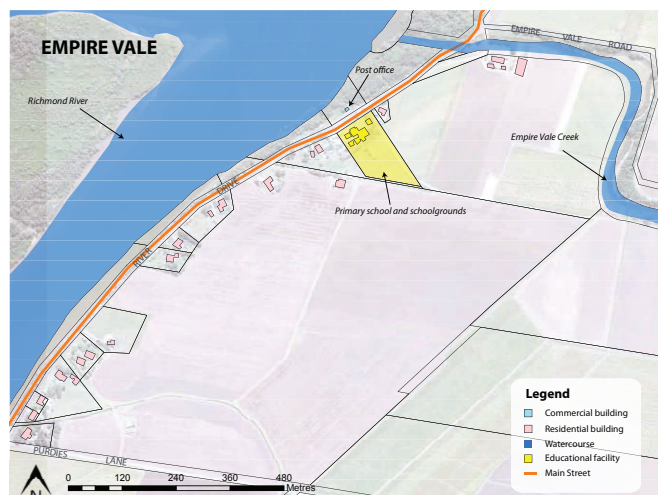 EMPIRE VALE
EMPIRE VALE ROAD
Post office
Richmond River
Empire Vale Creek
DRIVE
Primary school and schoolgrounds
RIVER
Legend
Commercial building
Residential building
Watercourse
Educational facility
Main Street
PURDIES LANE
N
0 120 240 360 480
Metres